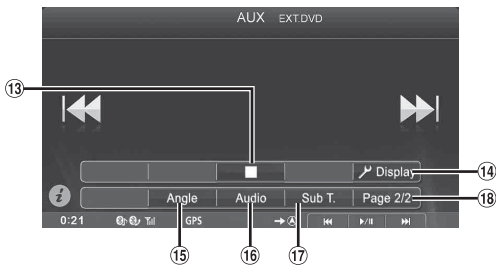 AUX EXT.DVD
13
Display
14
Angle Audio Sub T. Page 2/2
18
0:21 GPS
15 16 17